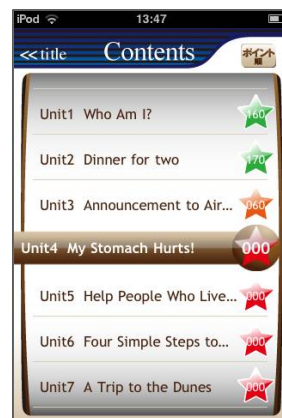 iPod 13:47
<<title Contents ポイント
順
Unit1 Who Am I? 160
Unit2 Dinner for two 170
Unit3 Announcement to Air... 060
Unit4 My Stomach Hurts! 000
Unit5 Help People Who Live... 000
Unit6 Four Simple Steps to... 000
Unit7 A Trip to the Dunes 000